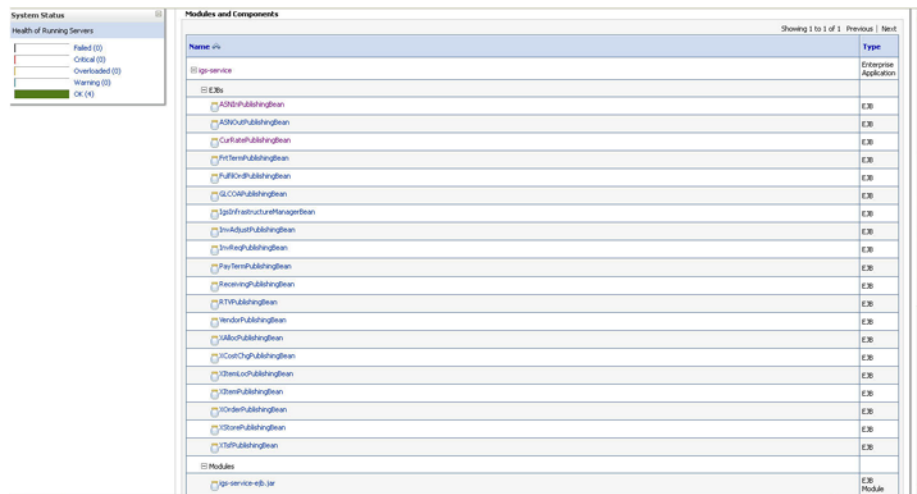 System Status
Health of Running Servers
Failed (0)
Critical (0)
Overloaded (0)
Warning (0)
OK (4)
Modules and Components
Showing 1 to 1 of 1 Previous | Next
Name Type
igs-service Enterprise Application
EJBs
ASNInPublishingBean EJB
ASNOutPublishingBean EJB
CurRatePublishingBean EJB
FrtTermPublishingBean EJB
FulfilOrdPublishingBean EJB
GLCOAPublishingBean EJB
IgsInfrastructureManagerBean EJB
InvAdjustPublishingBean EJB
InvReqPublishingBean EJB
PayTermPublishingBean EJB
ReceivingPublishingBean EJB
RTVPublishingBean EJB
VendorPublishingBean EJB
XAllocPublishingBean EJB
XCostChgPublishingBean EJB
XItemLocPublishingBean EJB
XItemPublishingBean EJB
XOrderPublishingBean EJB
XStorePublishingBean EJB
XTsfPublishingBean EJB
Modules
igs-service-ejb.jar EJB Module